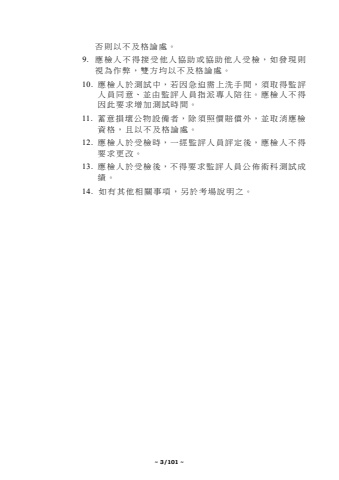 否則以不及格論處。
9. 應檢人不得接受他人協助或協助他人受檢，如發現則
視為作弊，雙方均以不及格論處。
10. 應檢人於測試中，若因急迫需上洗手間，須取得監評
人員同意，並由監評人員指派專人陪往。應檢人不得
因此要求增加測試時間。
11. 蓄意損壞公物設備者，除須照價賠償外，並取消應檢
資格，且以不及格論處。
12. 應檢人於受檢時，一經監評人員評定後，應檢人不得
要求更改。
13. 應檢人於受檢後，不得要求監評人員公佈術科測試成
績。
14. 如有其他相關事項，另於考場說明之。
~ 3/101 ~